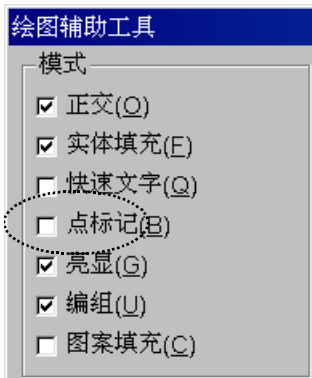 绘图辅助工具
模式
正交(O)
实体填充(F)
快速文字(Q)
点标记(B)
亮显(G)
编组(U)
图案填充(C)